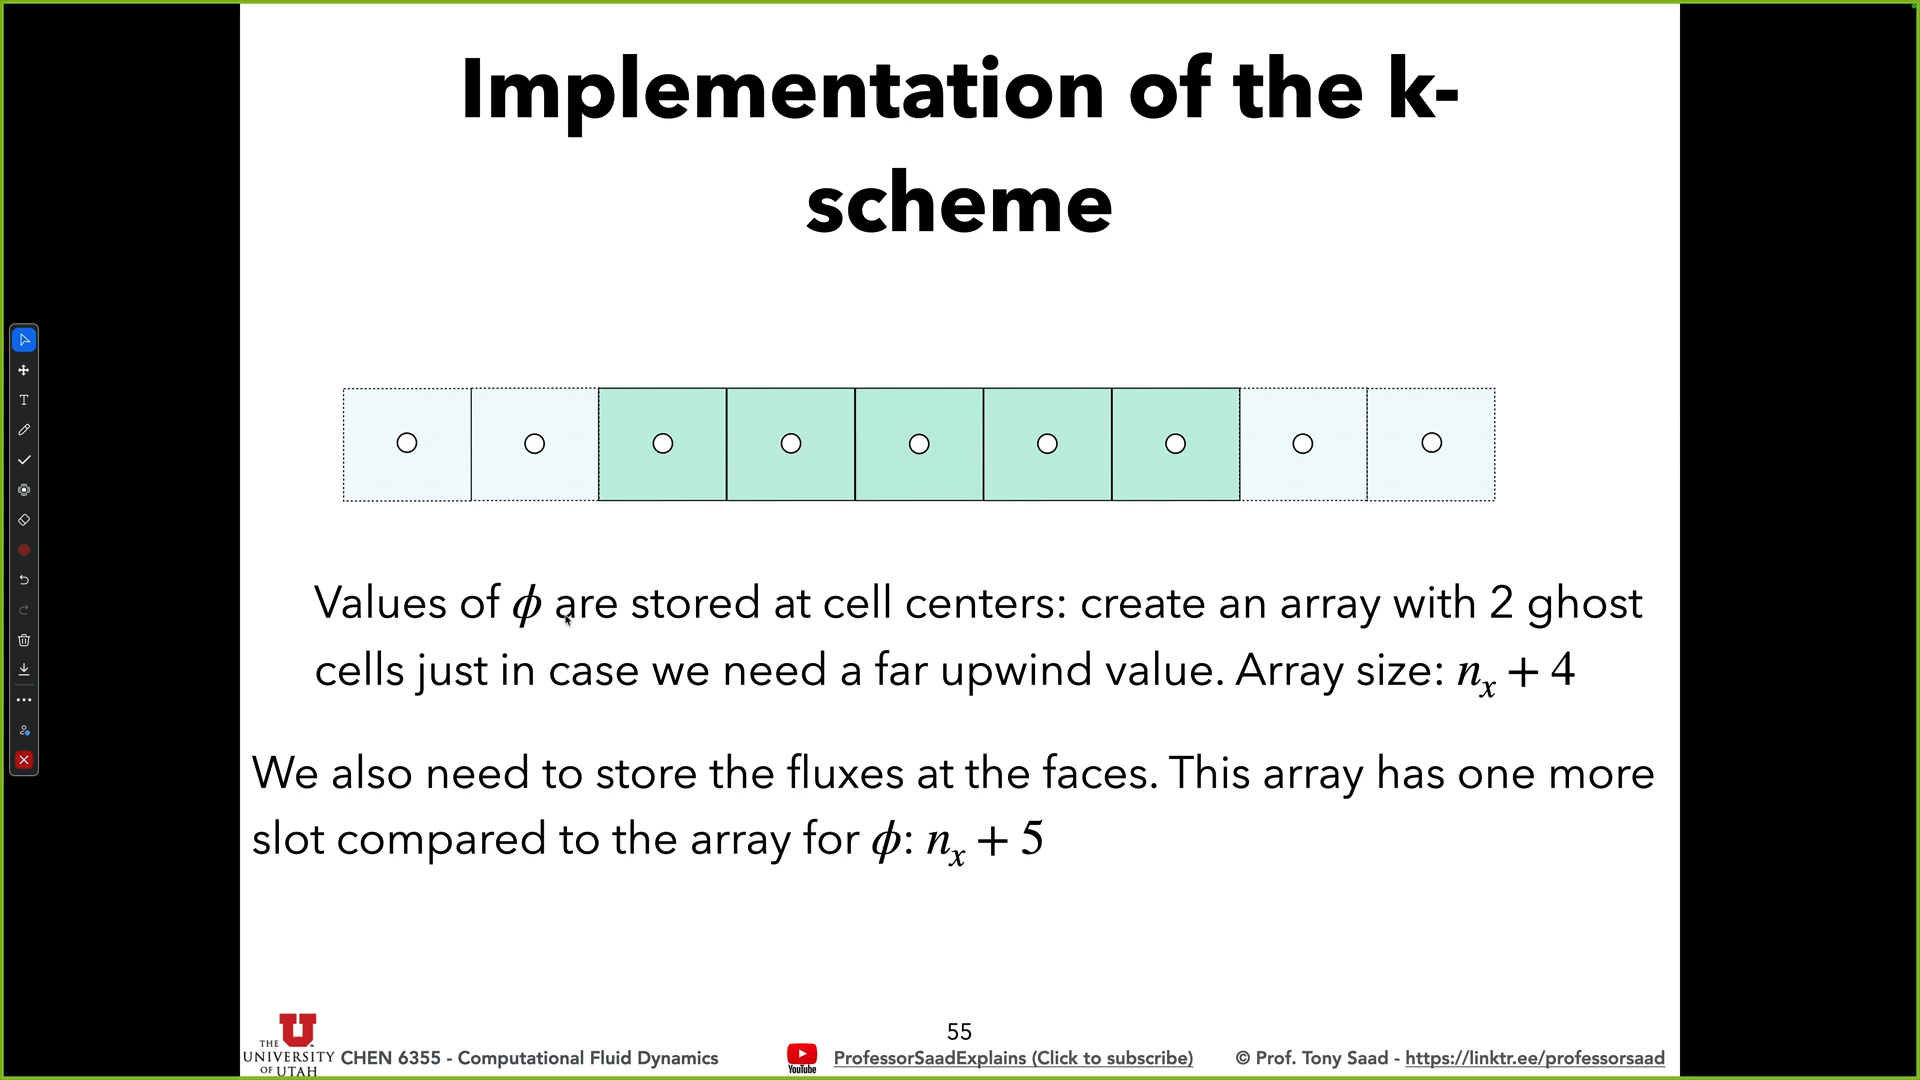 Implementation of the k-
scheme
Values of ϕ are stored at cell centers: create an array with 2 ghost
cells just in case we need a far upwind value. Array size: nₓ + 4
We also need to store the fluxes at the faces. This array has one more
slot compared to the array for ϕ: nₓ + 5
55
THE
UNIVERSITY
OF UTAH
CHEN 6355 - Computational Fluid Dynamics
YouTube
ProfessorSaadExplains (Click to subscribe)
© Prof. Tony Saad - https://linktr.ee/professorsaad